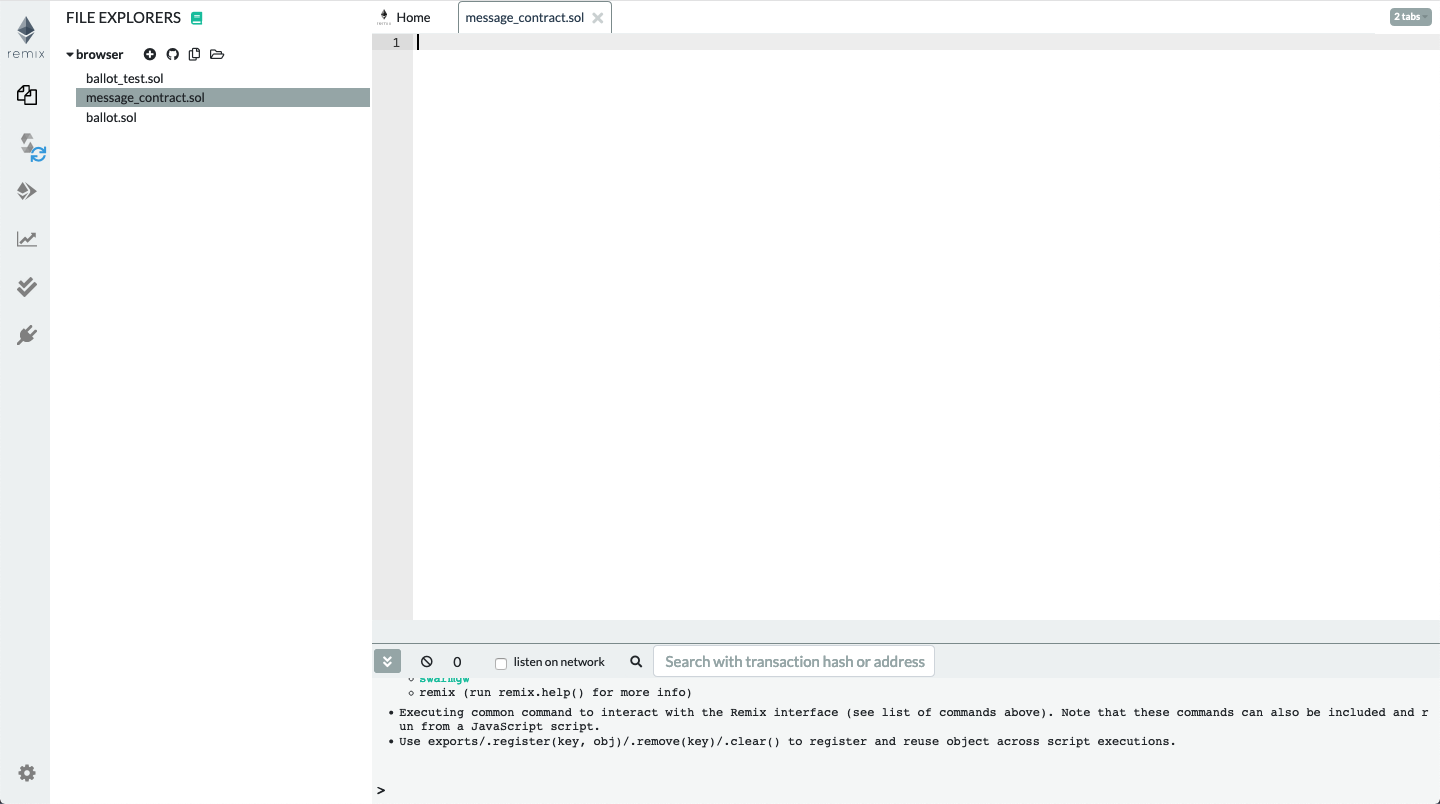 remix
FILE EXPLORERS
browser
ballot_test.sol
message_contract.sol
ballot.sol
Home
message_contract.sol
2 tabs
1
0
listen on network
Search with transaction hash or address
swarmgw
remix (run remix.help() for more info)
Executing common command to interact with the Remix interface (see list of commands above). Note that these commands can also be included and r
un from a JavaScript script.
Use exports/.register(key, obj)/.remove(key)/.clear() to register and reuse object across script executions.
>